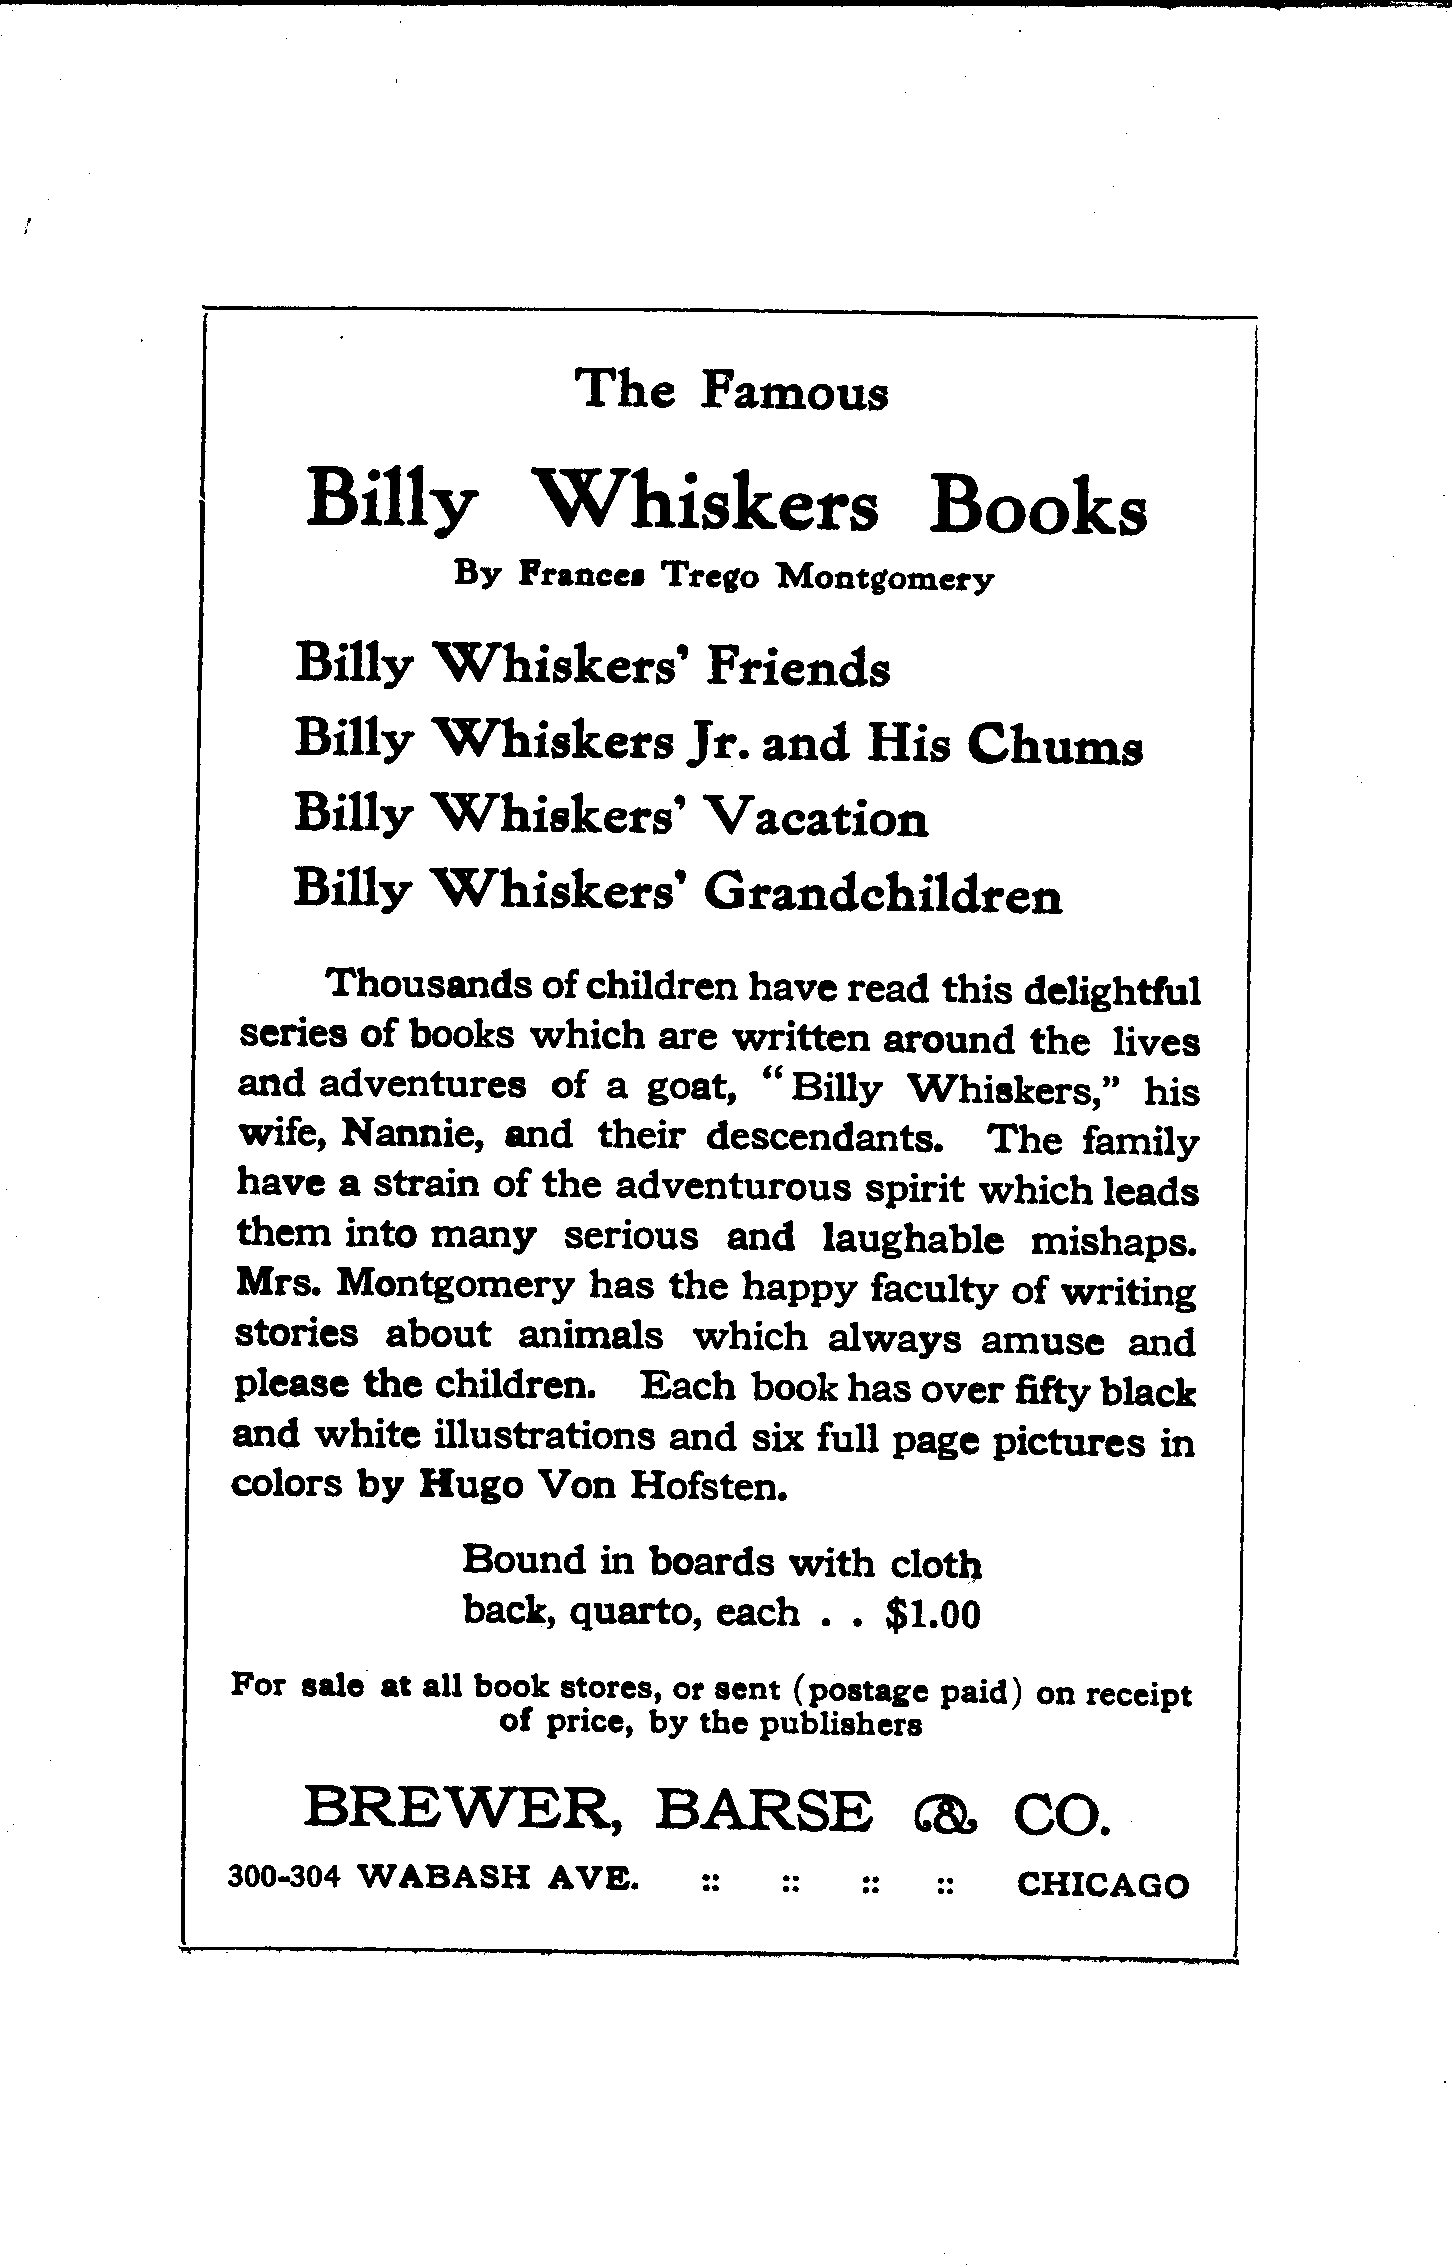 The Famous
Billy Whiskers Books
By Frances Trego Montgomery
Billy Whiskers' Friends
Billy Whiskers Jr. and His Chums
Billy Whiskers' Vacation
Billy Whiskers' Grandchildren
Thousands of children have read this delightful
series of books which are written around the lives
and adventures of a goat, “Billy Whiskers,” his
wife, Nannie, and their descendants. The family
have a strain of the adventurous spirit which leads
them into many serious and laughable mishaps.
Mrs. Montgomery has the happy faculty of writing
stories about animals which always amuse and
please the children. Each book has over fifty black
and white illustrations and six full page pictures in
colors by Hugo Von Hofsten.
Bound in boards with cloth
back, quarto, each . . $1.00
For sale at all book stores, or sent (postage paid) on receipt
of price, by the publishers
BREWER, BARSE & CO.
300-304 WABASH AVE. :: :: :: :: CHICAGO